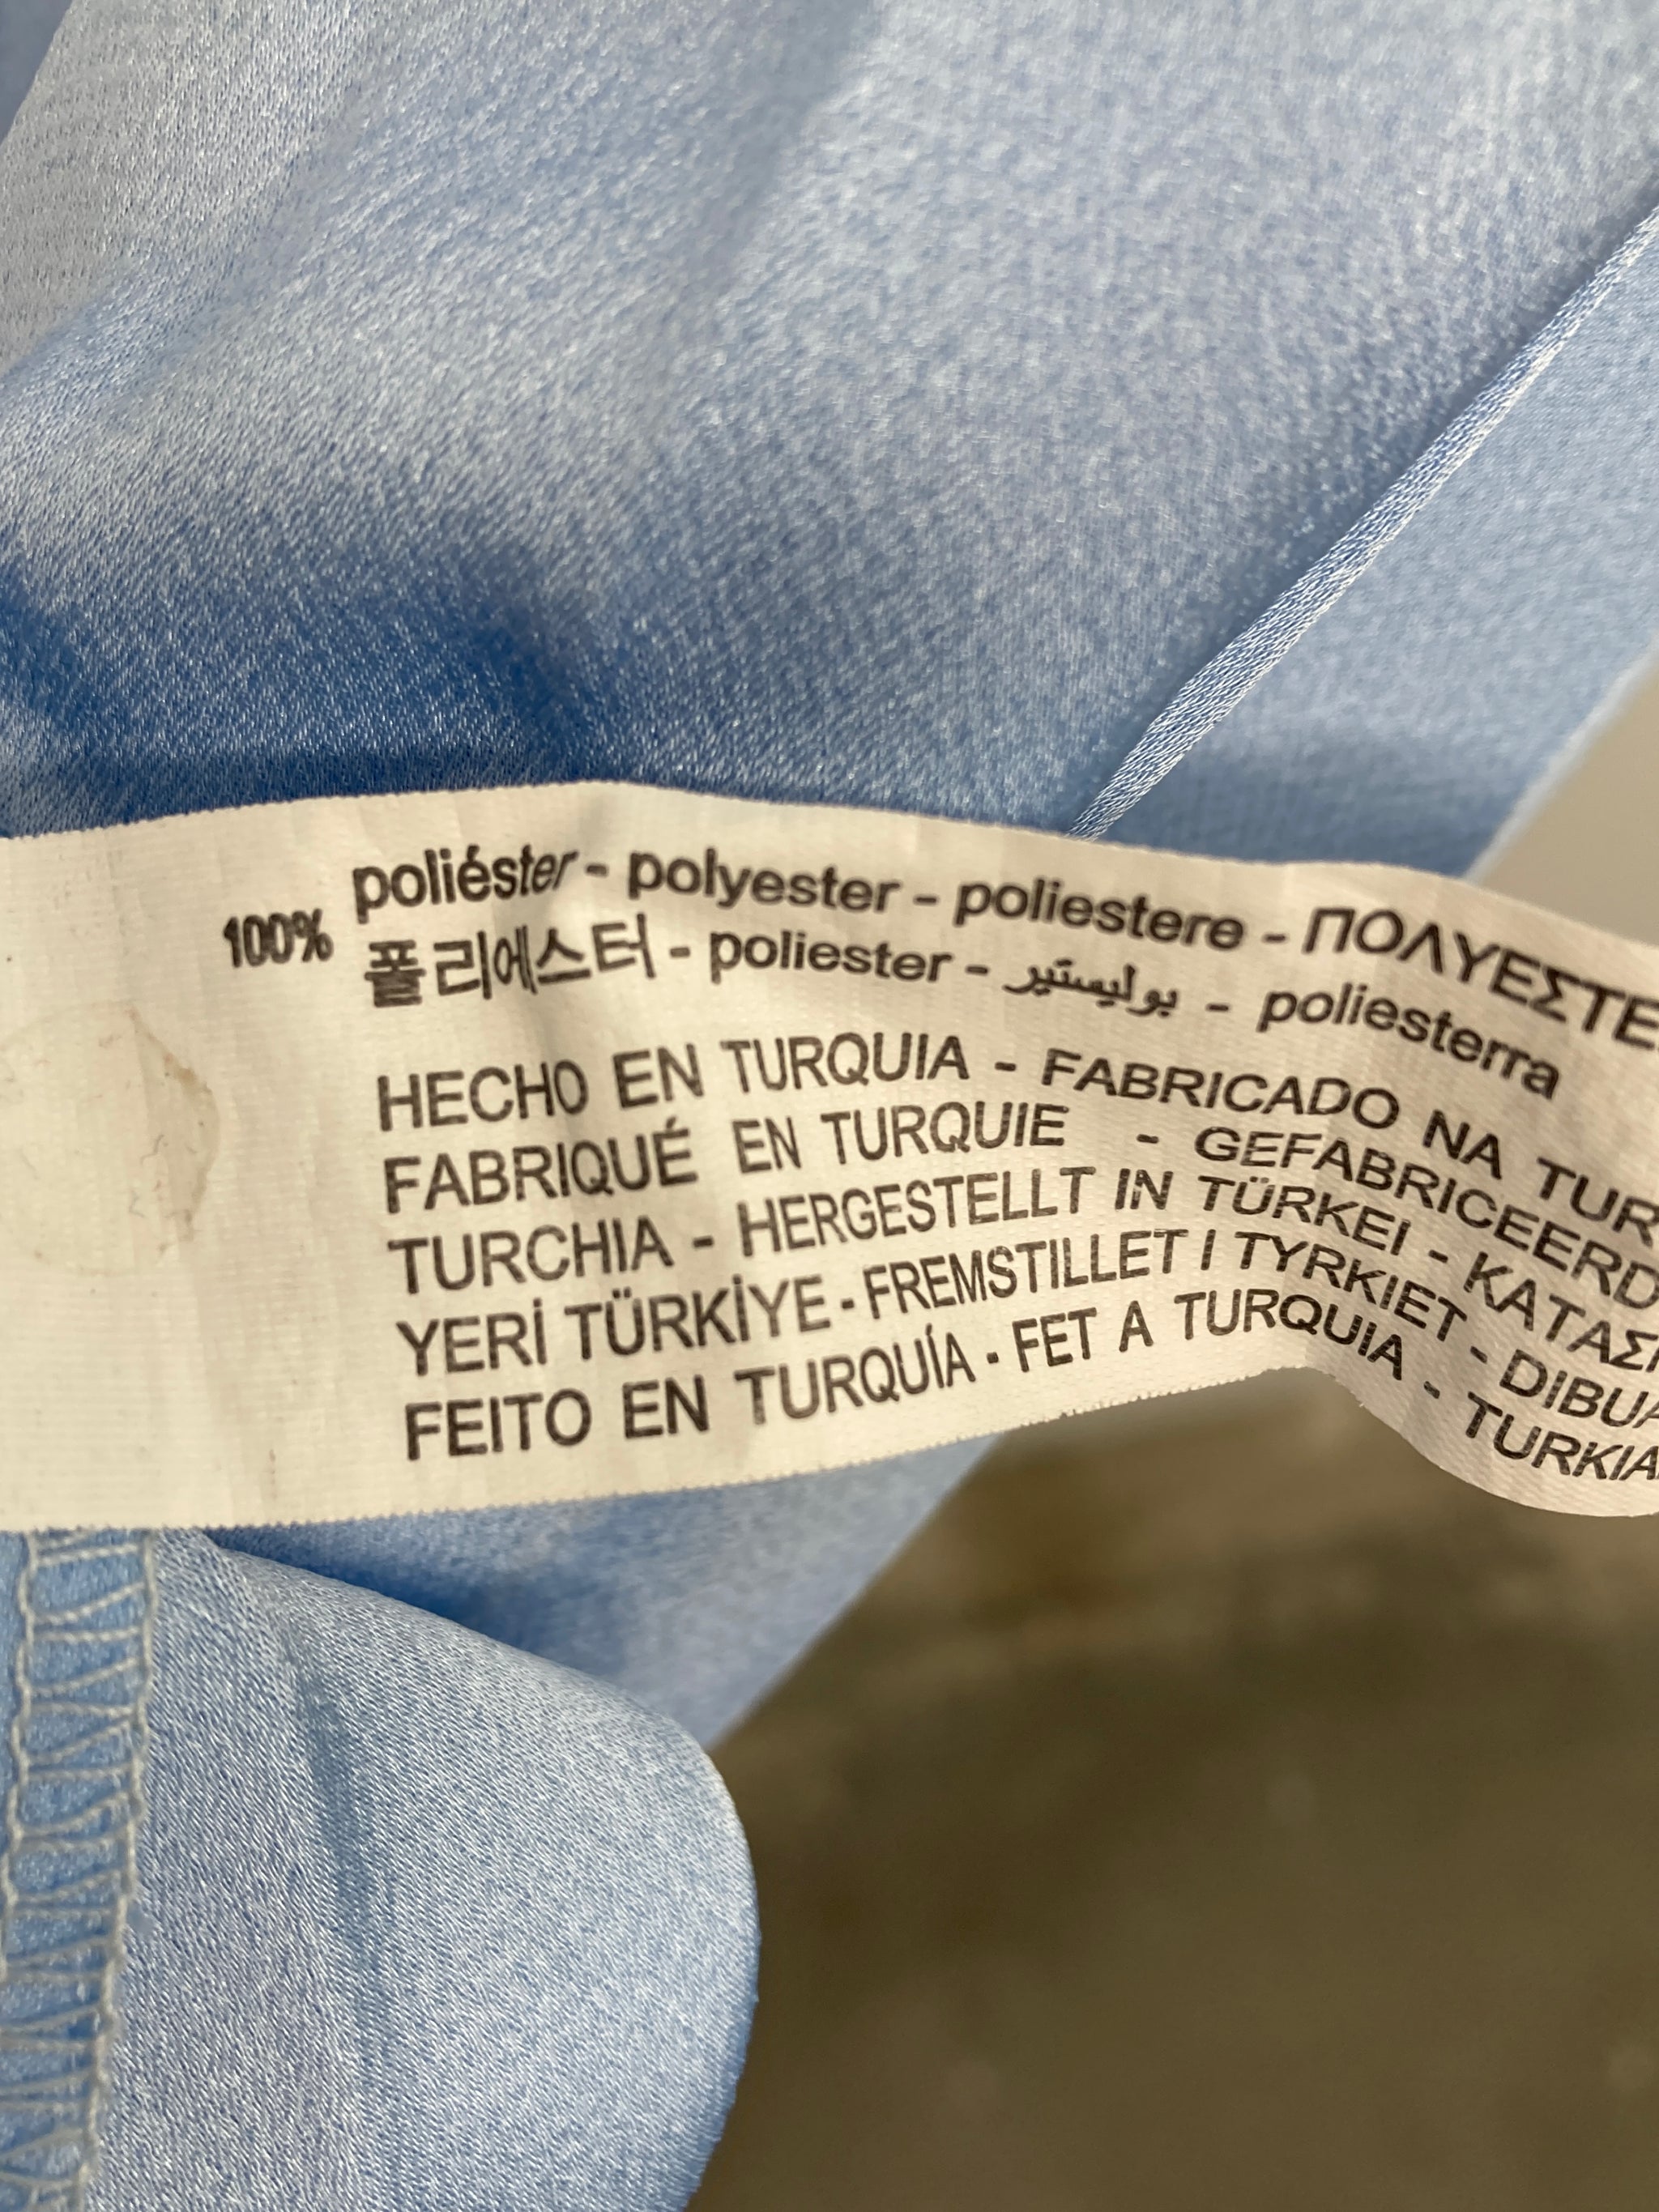 100% poliéster - polyester - poliestere - ΠΟΛΥΕΣΤΕ
폴리에스터 - poliester - بوليستير - poliesterra
HECHO EN TURQUIA - FABRICADO NA TUR
FABRIQUÉ EN TURQUIE - GEFABRICEERD
TURCHIA - HERGESTELLT IN TÜRKEI - ΚΑΤΑΣ
YERİ TÜRKİYE - FREMSTILLET I TYRKIET - DIBUA
FEITO EN TURQUÍA - FET A TURQUIA - TURKIA